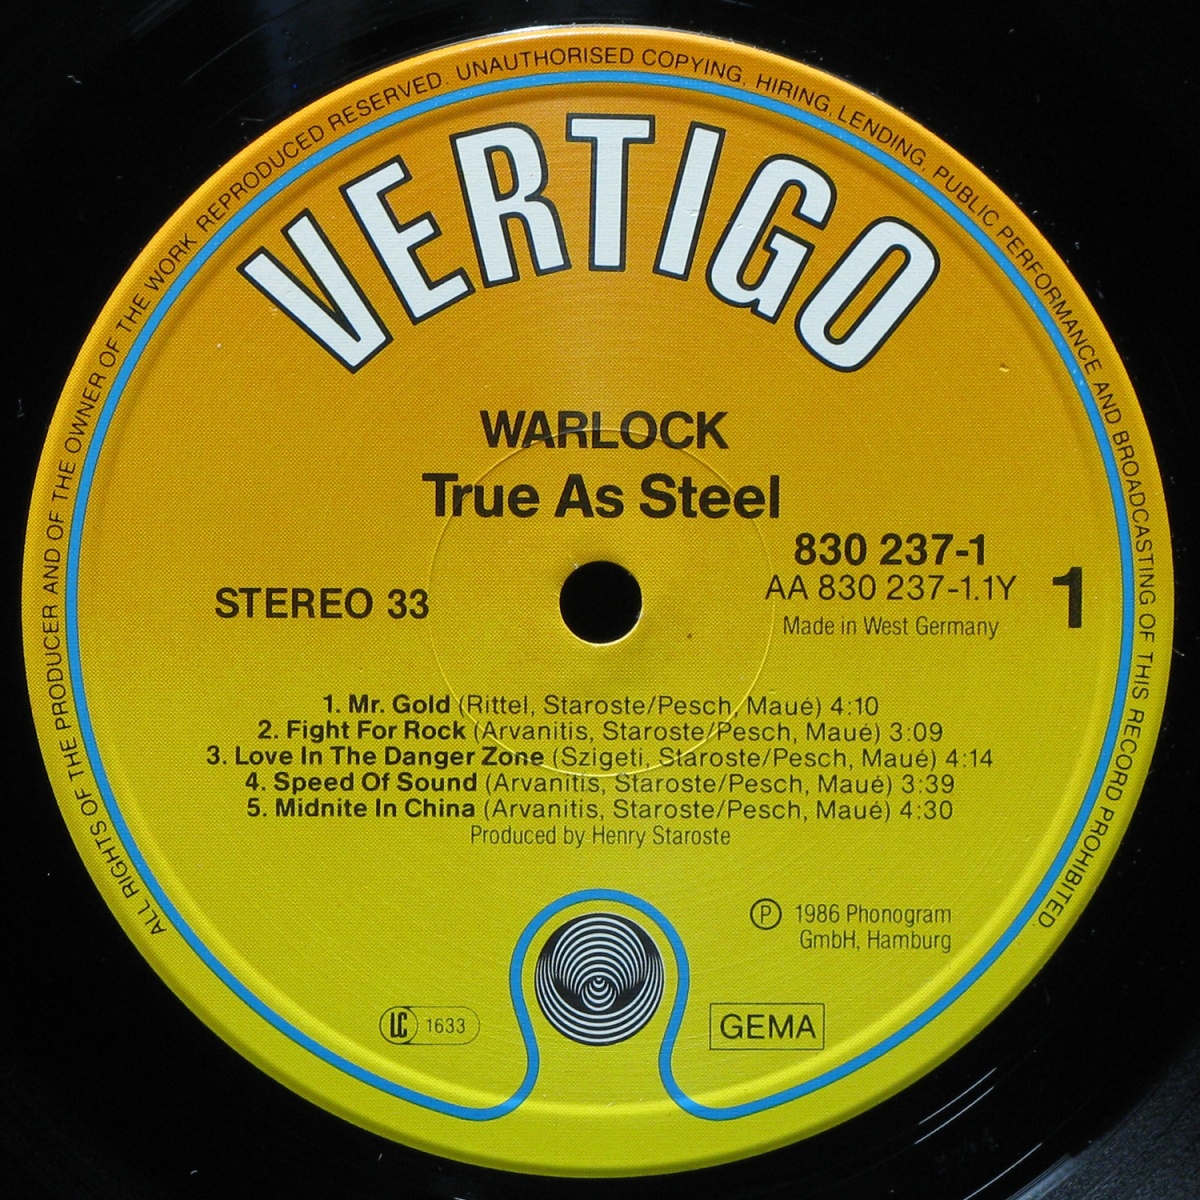 ALL RIGHTS OF THE PRODUCER AND OF THE OWNER OF THE WORK REPRODUCED RESERVED. UNAUTHORISED COPYING, HIRING, LENDING, PUBLIC PERFORMANCE AND BROADCASTING OF THIS RECORD PROHIBITED.
VERTIGO
WARLOCK
True As Steel
830 237-1
AA 830 237-1.1Y
1
STEREO 33
Made in West Germany
1. Mr. Gold (Rittel, Staroste/Pesch, Maué) 4:10
2. Fight For Rock (Arvanitis, Staroste/Pesch, Maué) 3:09
3. Love In The Danger Zone (Szigeti, Staroste/Pesch, Maué) 4:14
4. Speed Of Sound (Arvanitis, Staroste/Pesch, Maué) 3:39
5. Midnite In China (Arvanitis, Staroste/Pesch, Maué) 4:30
Produced by Henry Staroste
Ⓟ 1986 Phonogram
GmbH, Hamburg
LC 1633
GEMA